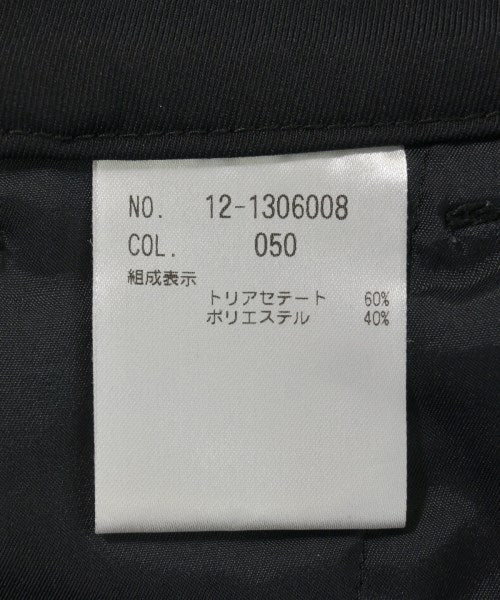 NO. 12-1306008
COL. 050
組成表示
トリアセテート 60%
ポリエステル 40%